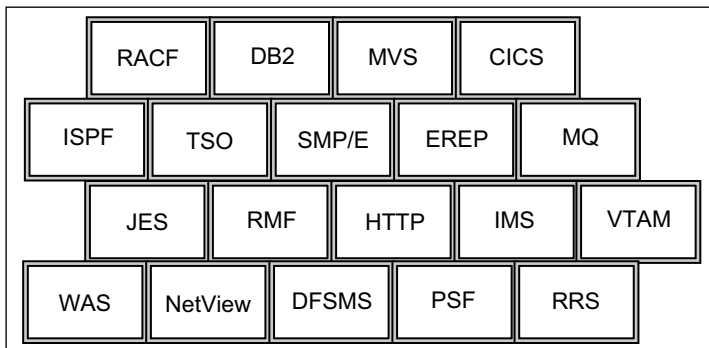 RACF DB2 MVS CICS
ISPF TSO SMP/E EREP MQ
JES RMF HTTP IMS VTAM
WAS NetView DFSMS PSF RRS